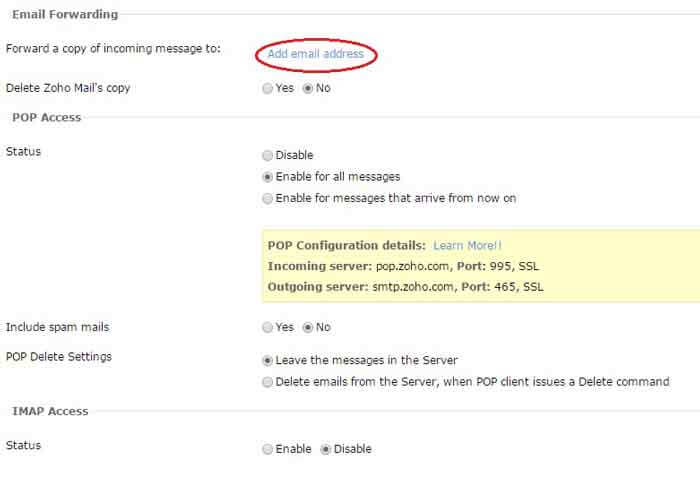 Email Forwarding
Forward a copy of incoming message to: Add email address
Delete Zoho Mail's copy Yes No
POP Access
Status Disable
Enable for all messages
Enable for messages that arrive from now on
POP Configuration details: Learn More!!
Incoming server: pop.zoho.com, Port: 995, SSL
Outgoing server: smtp.zoho.com, Port: 465, SSL
Include spam mails Yes No
POP Delete Settings Leave the messages in the Server
Delete emails from the Server, when POP client issues a Delete command
IMAP Access
Status Enable Disable